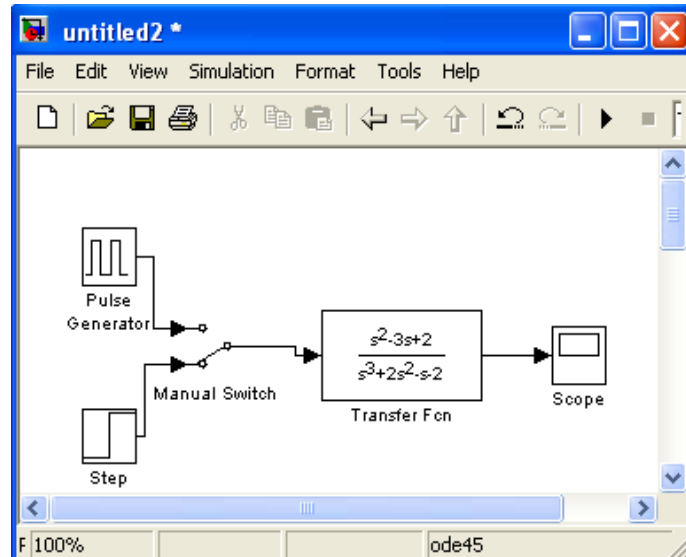 untitled2 *
File Edit View Simulation Format Tools Help
Pulse
Generator
s²-3s+2
s³+2s²-s-2
Manual Switch
Transfer Fcn
Scope
Step
F 100%
ode45